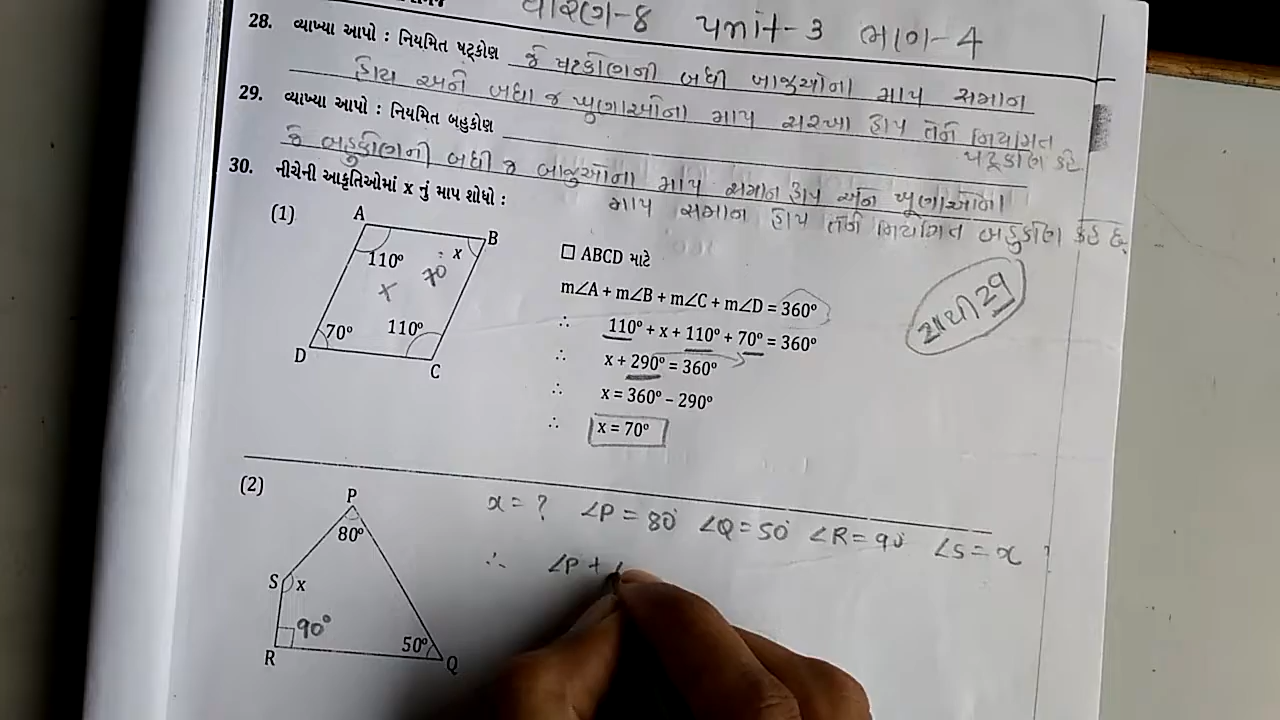 ધોરણ-8 પnit-3 ભાગ-4
28. વ્યાખ્યા આપો : નિયમિત ષટ્કોણ જે ષટકોણની બધી બાજુઓના માપ સમાન
હોય અને બધા જ ખુણાઓના માપ સરખા હોય તેને નિયમિત
ષટ્કોણ કહે
29. વ્યાખ્યા આપો : નિયમિત બહુકોણ
જે બહુકોણની બધી જ બાજુઓના માપ સમાન હોય અને ખૂણાઓના
માપ સમાન હોય તેને નિયમિત બહુકોણ કહે છે
30. નીચેની આકૃતિઓમાં x નું માપ શોધો :
(1)
A
B
110°
x
x
70°
70°
110°
D
C
□ ABCD માટે
m∠A + m∠B + m∠C + m∠D = 360°
∴ 110° + x + 110° + 70° = 360°
∴ x + 290° = 360°
∴ x = 360° – 290°
∴ x = 70°
29
(2)
P
80°
S
x
90°
50°
R
Q
x = ? ∠P = 80° ∠Q = 50° ∠R = 90° ∠S = x
∴ ∠P +